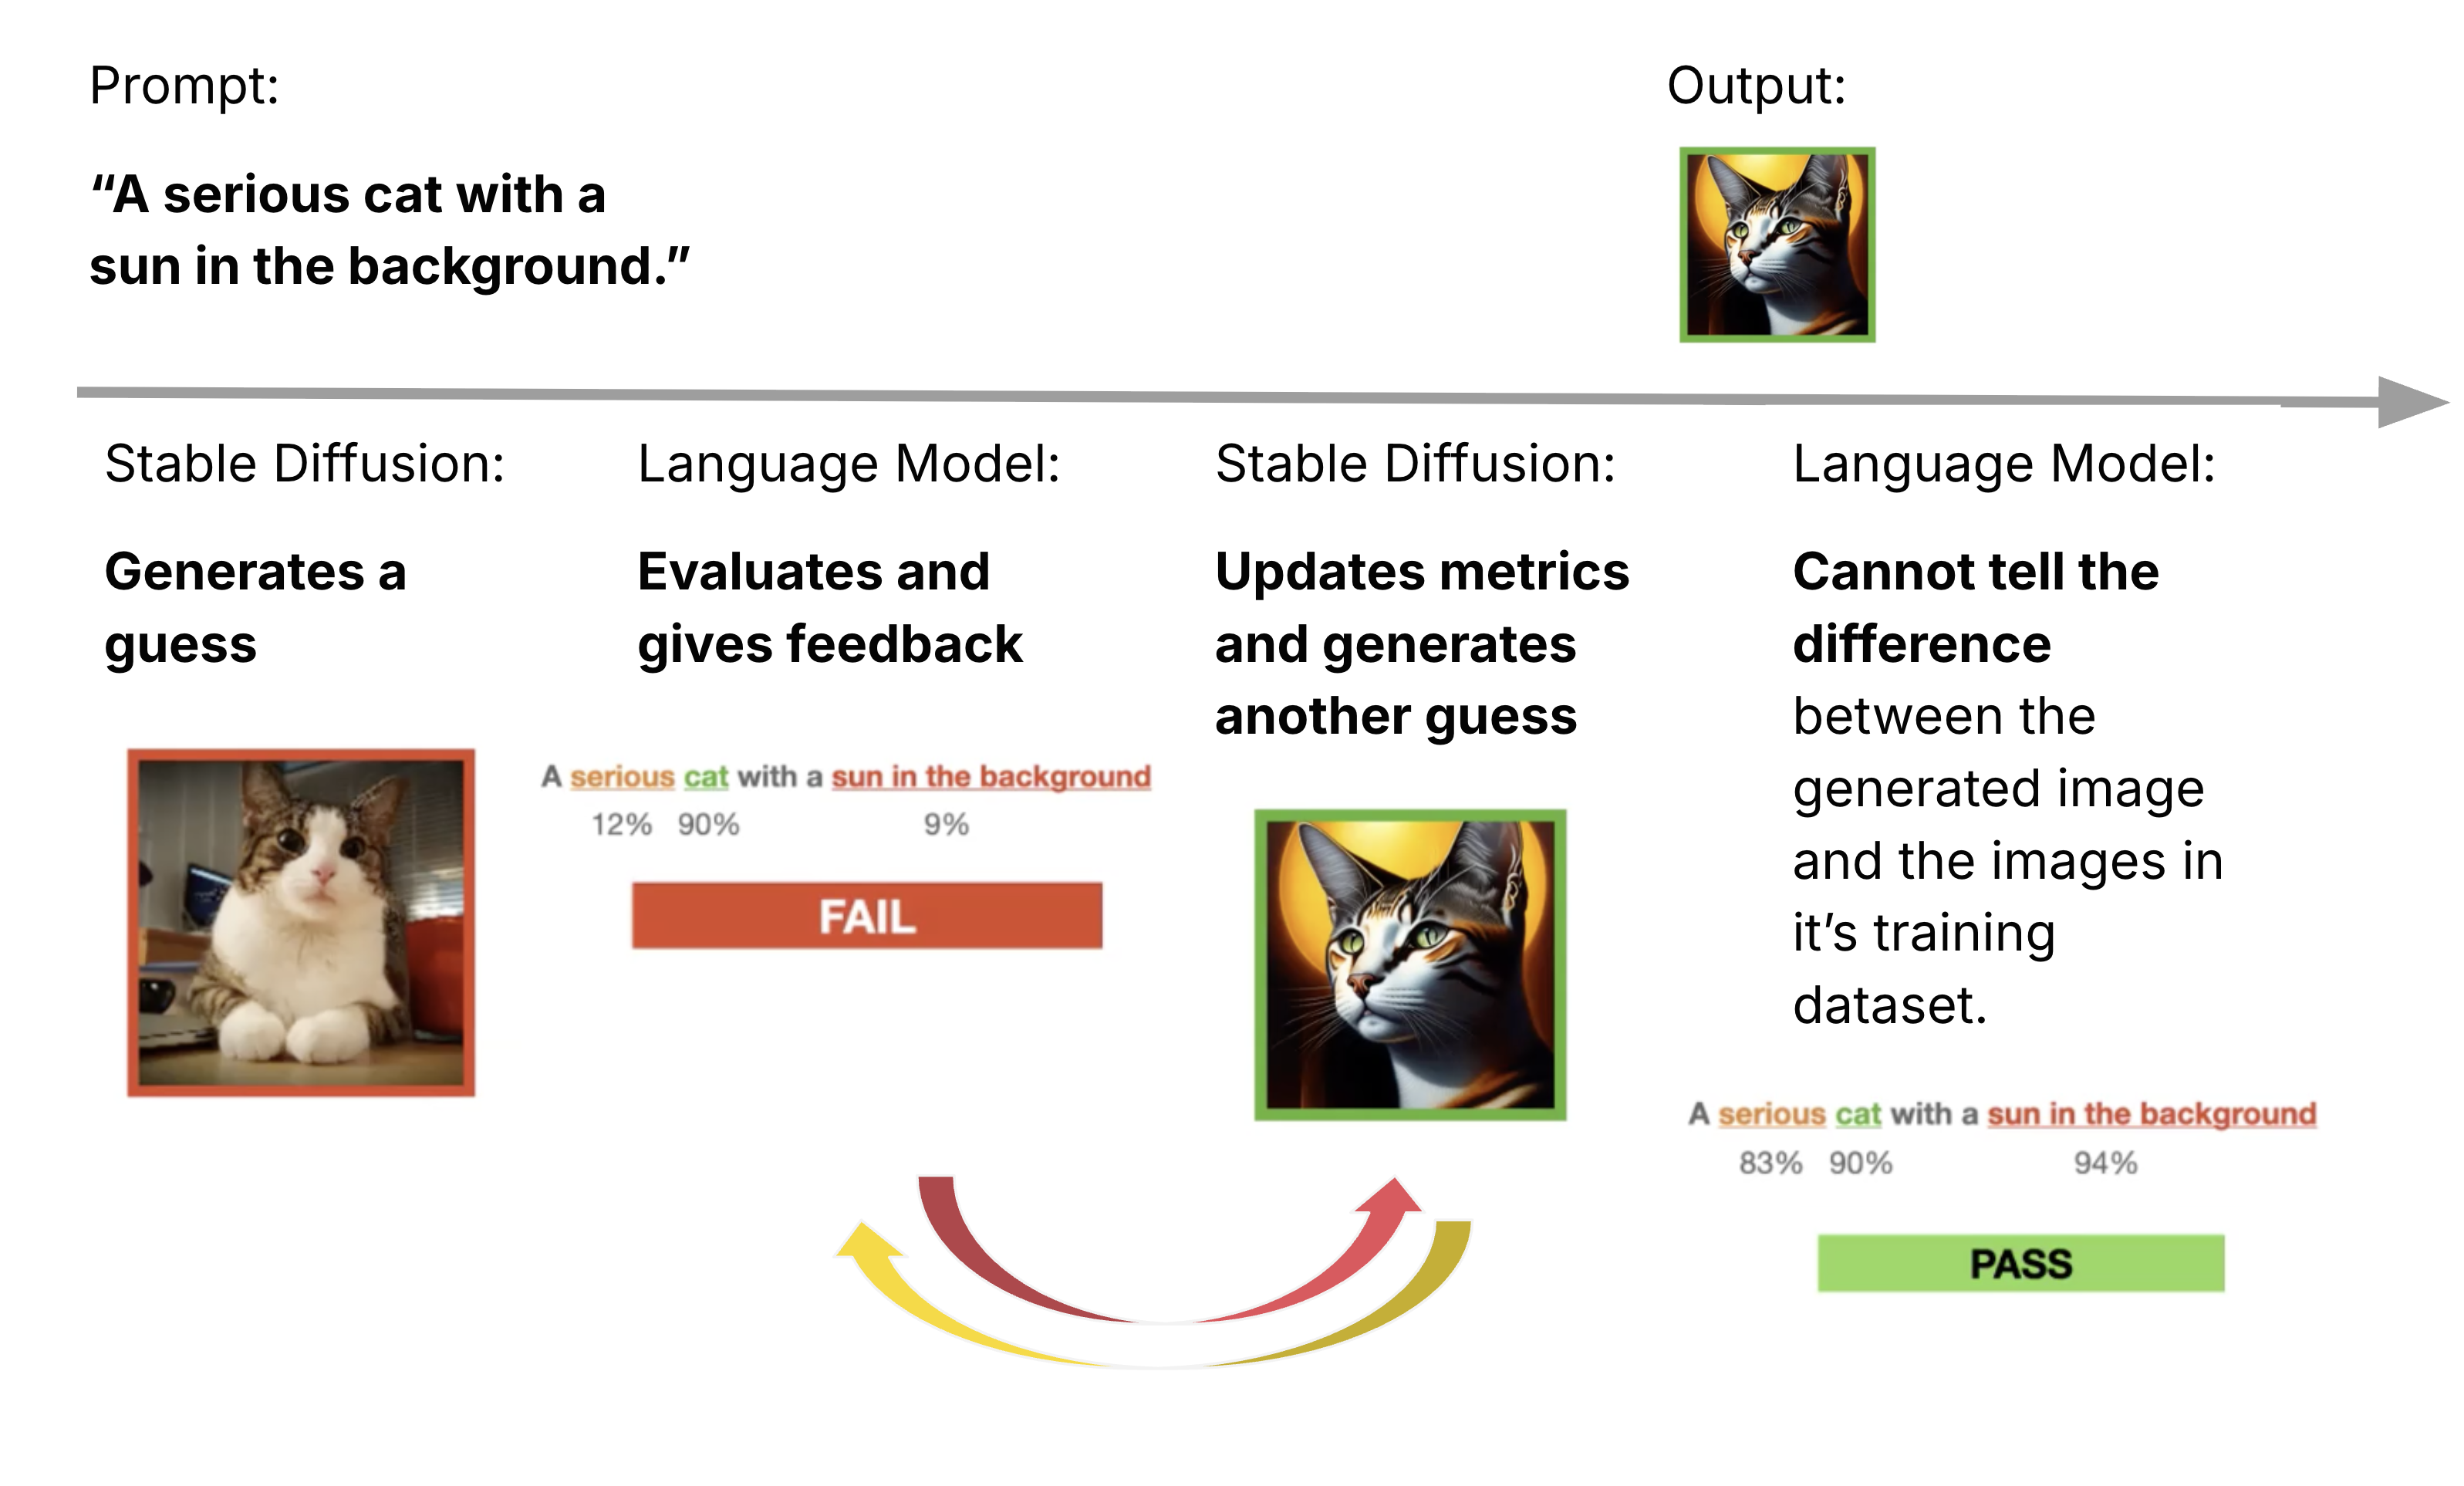 Prompt:
“A serious cat with a
sun in the background.”
Output:
Stable Diffusion:
Generates a
guess
Language Model:
Evaluates and
gives feedback
A serious cat with a sun in the background
12% 90% 9%
FAIL
Stable Diffusion:
Updates metrics
and generates
another guess
Language Model:
Cannot tell the
difference
between the
generated image
and the images in
it’s training
dataset.
A serious cat with a sun in the background
83% 90% 94%
PASS